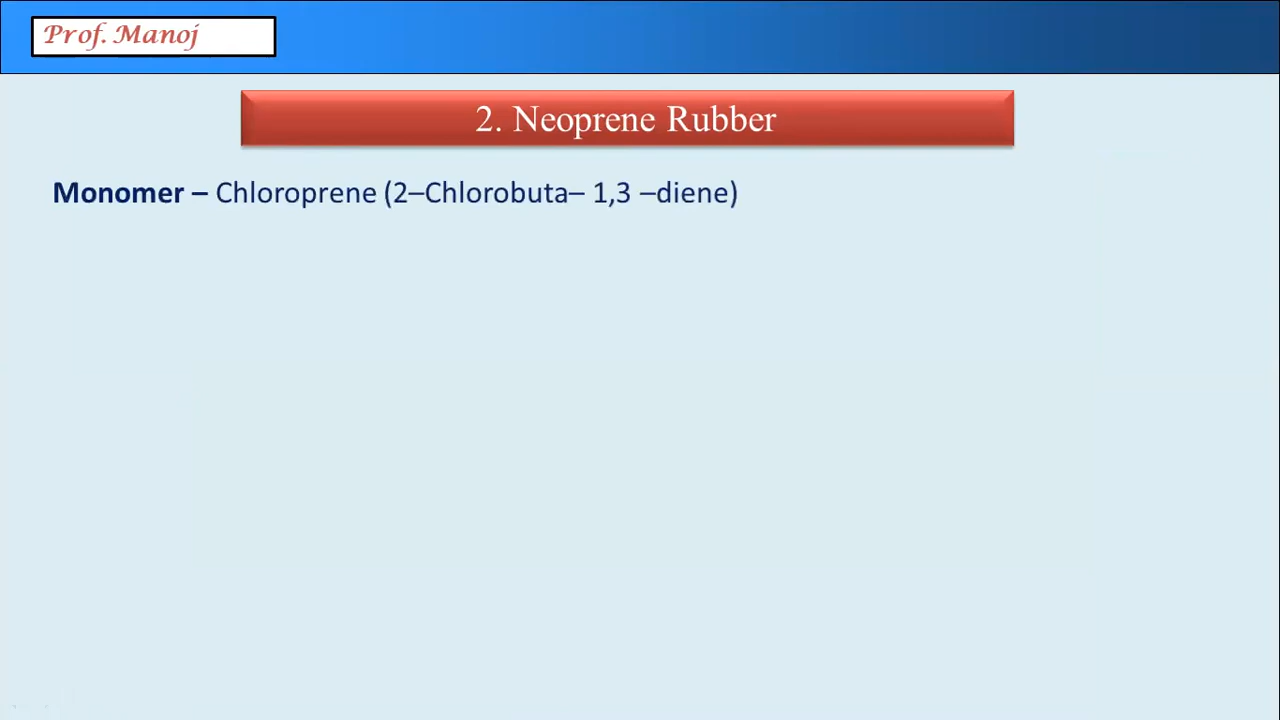 Prof. Manoj
2. Neoprene Rubber
Monomer – Chloroprene (2–Chlorobuta– 1,3 –diene)